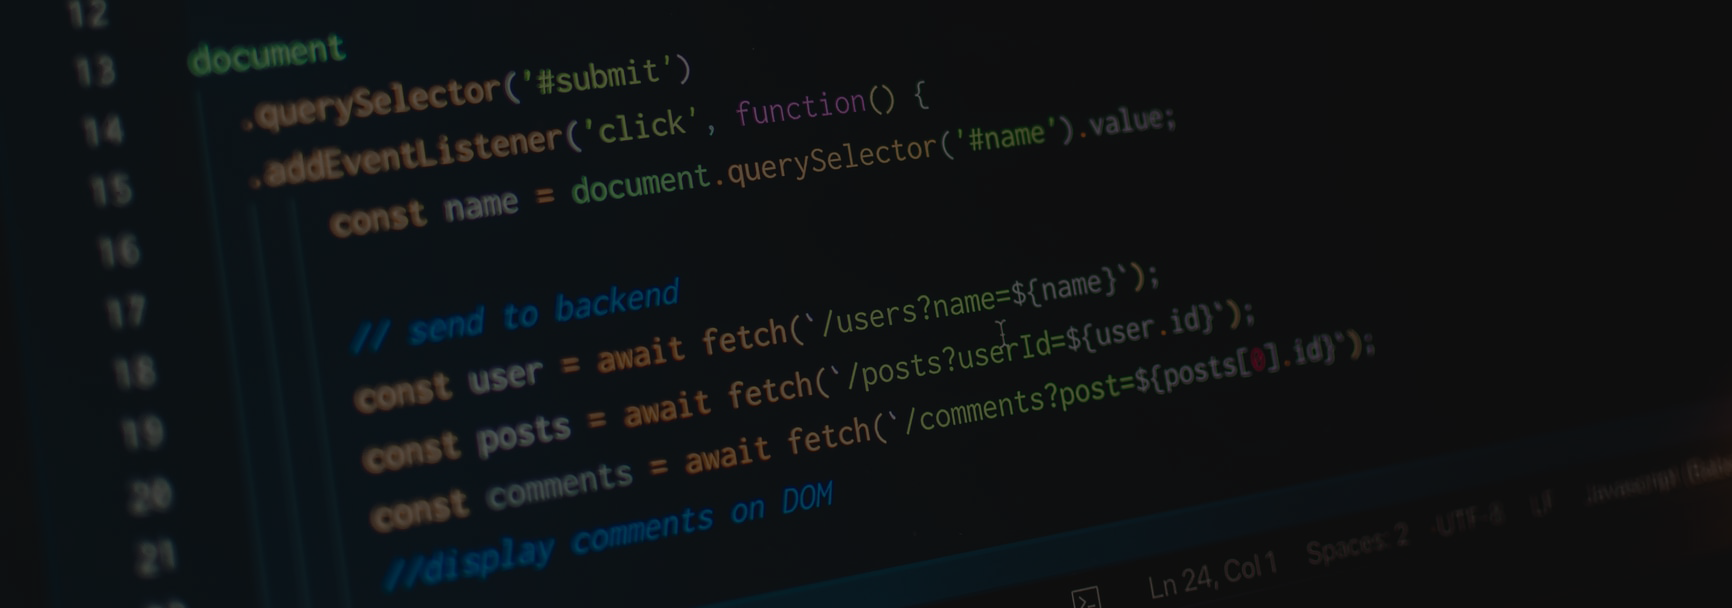 12
13 document
14 .querySelector('#submit')
15 .addEventListener('click', function() {
16 const name = document.querySelector('#name').value;
17
18 // send to backend
19 const user = await fetch(`/users?name=${name}`);
20 const posts = await fetch(`/posts?userId=${user.id}`);
21 const comments = await fetch(`/comments?post=${posts[0].id}`);
//display comments on DOM
Ln 24, Col 1 Spaces: 2 UTF-8 LF Javascript